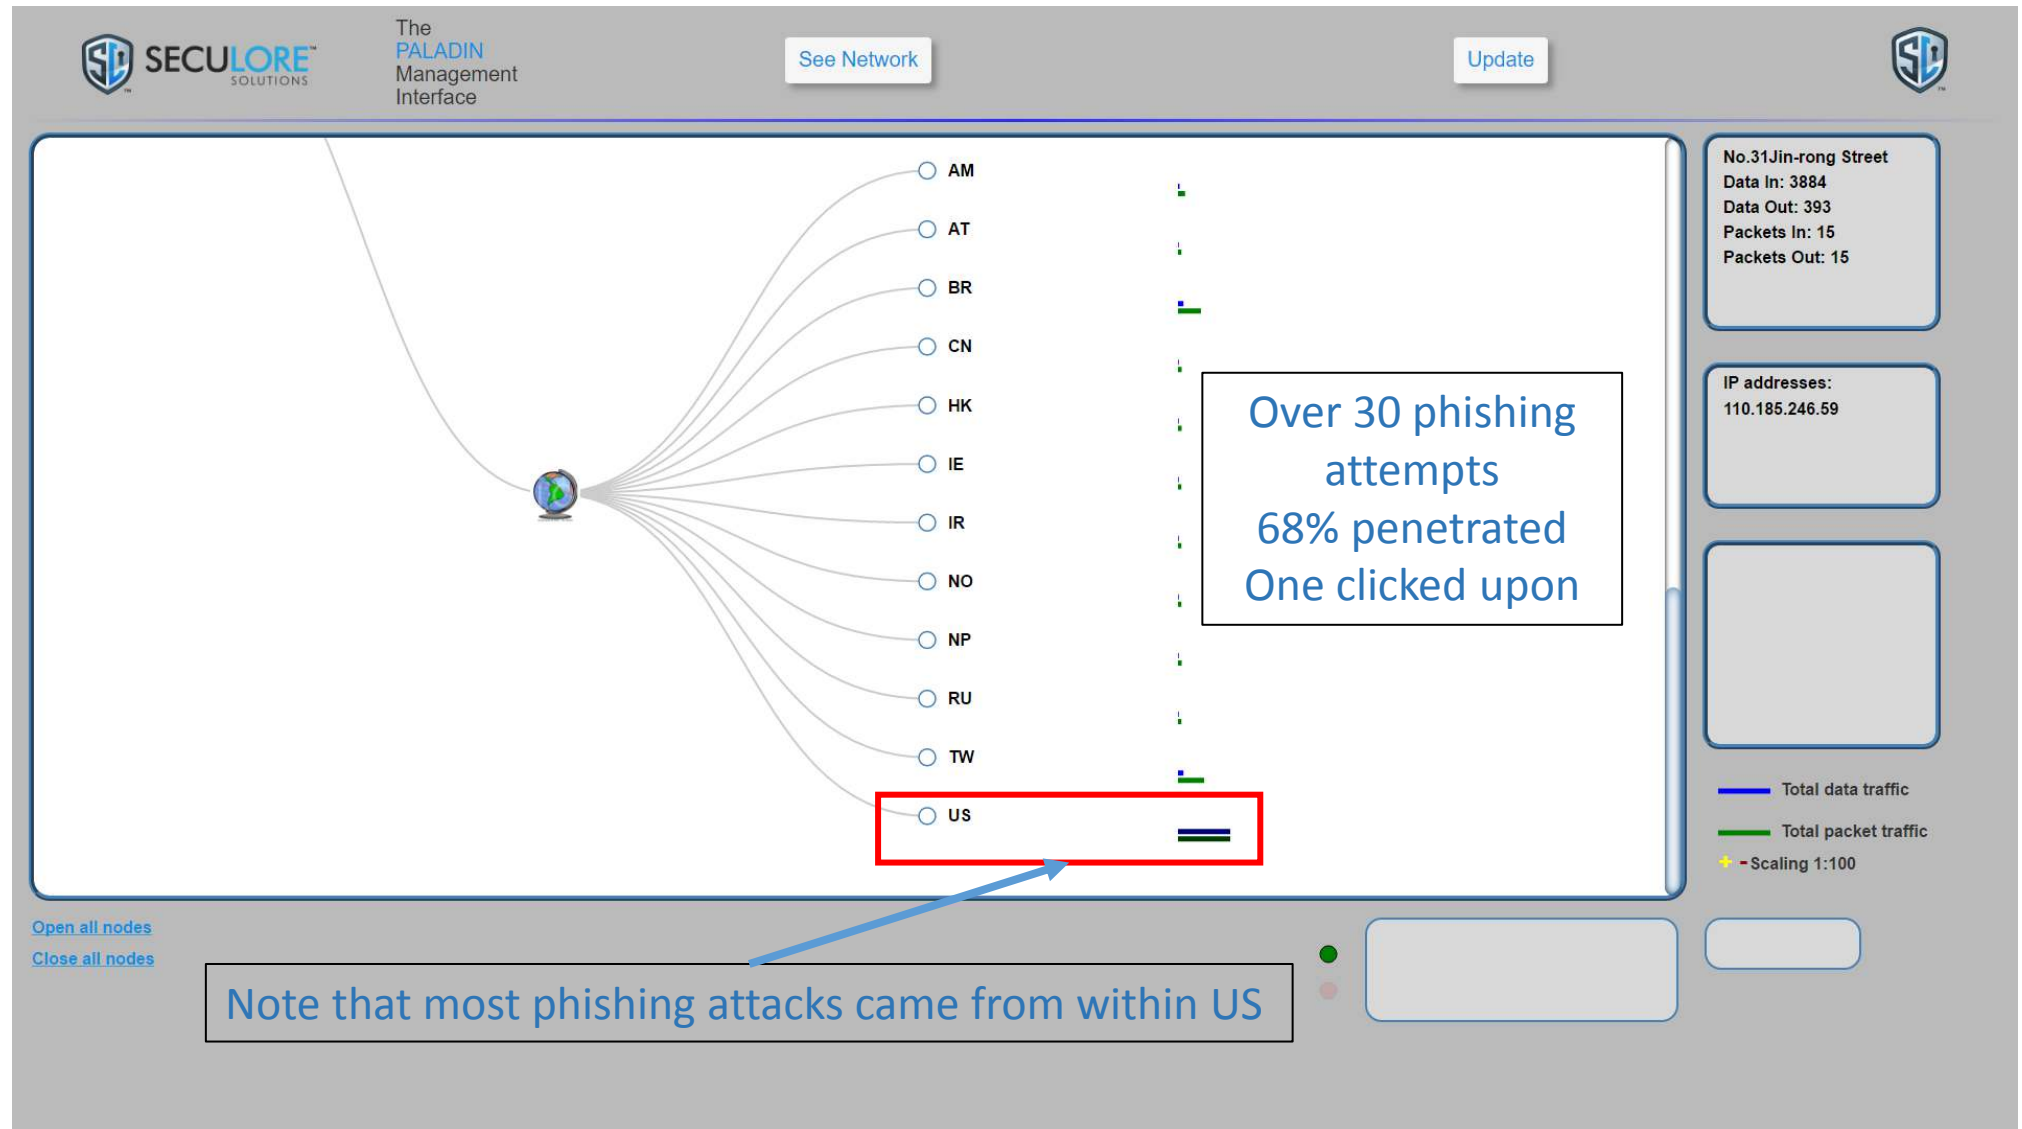 SECULORE™
SOLUTIONS
The
PALADIN
Management
Interface
See Network
Update
AM
AT
BR
CN
HK
IE
IR
NO
NP
RU
TW
US
Over 30 phishing
attempts
68% penetrated
One clicked upon
No.31Jin-rong Street
Data In: 3884
Data Out: 393
Packets In: 15
Packets Out: 15
IP addresses:
110.185.246.59
Total data traffic
Total packet traffic
+ - Scaling 1:100
Open all nodes
Close all nodes
Note that most phishing attacks came from within US